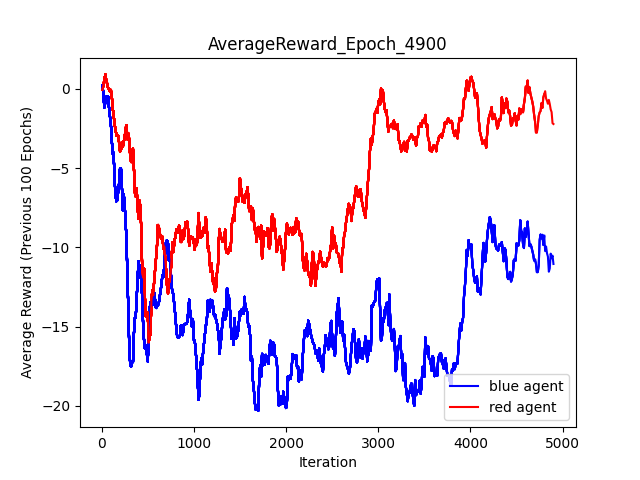 AverageReward_Epoch_4900
Average Reward (Previous 100 Epochs)
0
−5
−10
−15
−20
0 1000 2000 3000 4000 5000
Iteration
blue agent
red agent